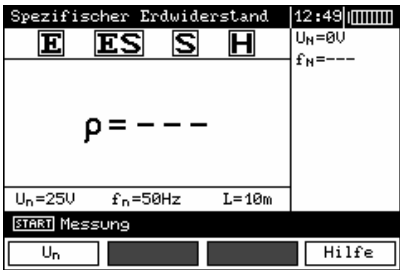 Spezifischer Erdwiderstand 12:49
E ES S H
U_N=0V
f_N=---
ρ=---
U_n=25V f_n=50Hz L=10m
START Messung
U_n Hilfe